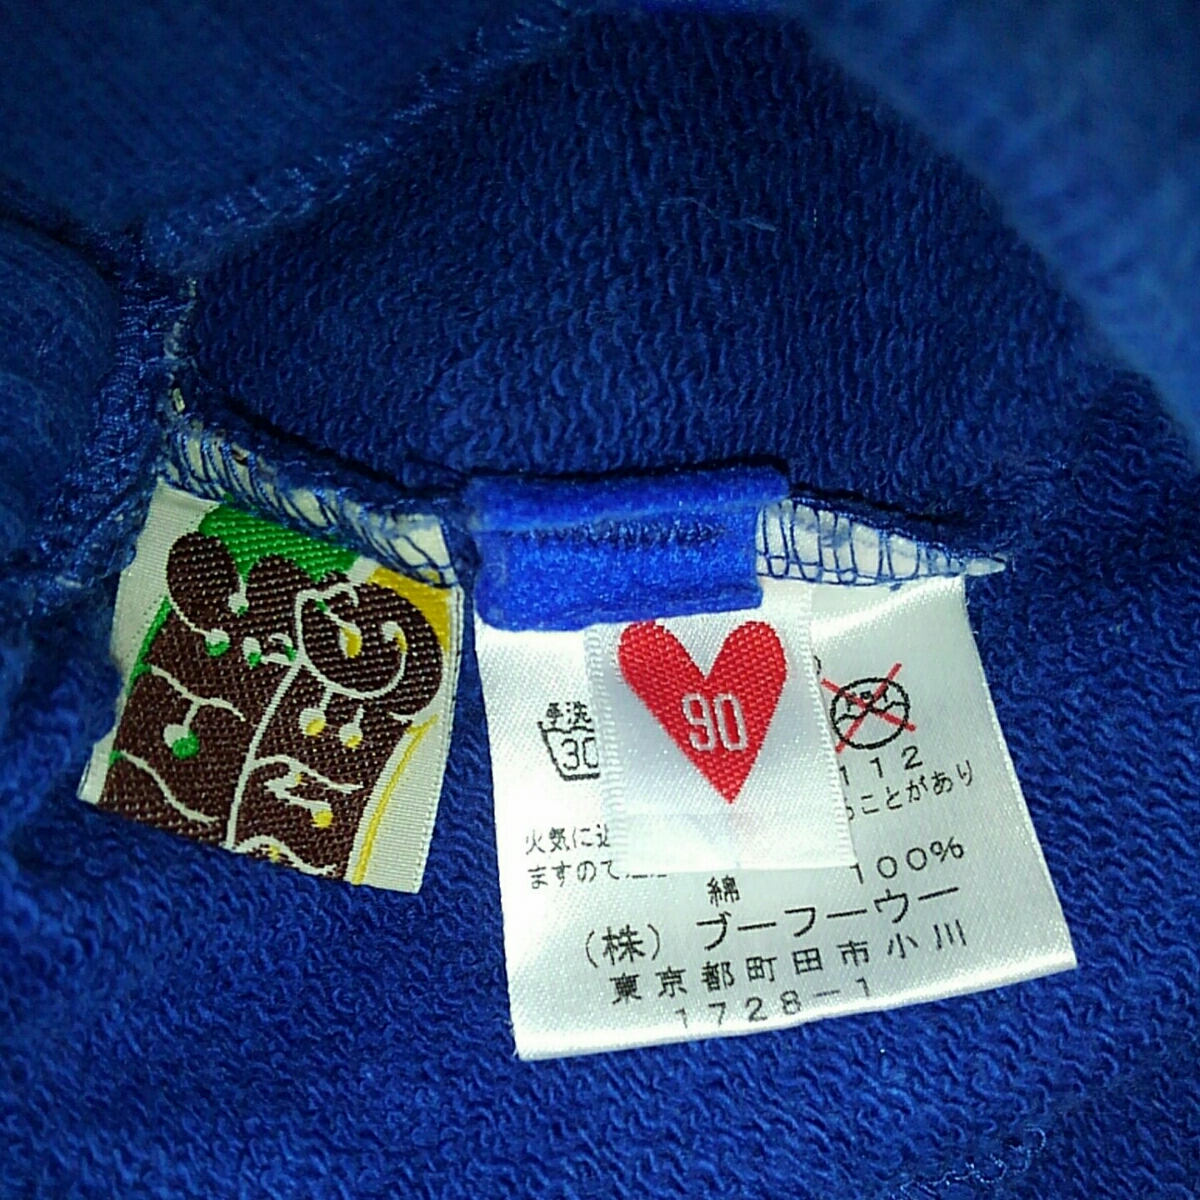 手洗
30
90
112
ことがあり
火気に近
ますので
綿 100%
(株) ブーフーウー
東京都町田市小川
1728-1